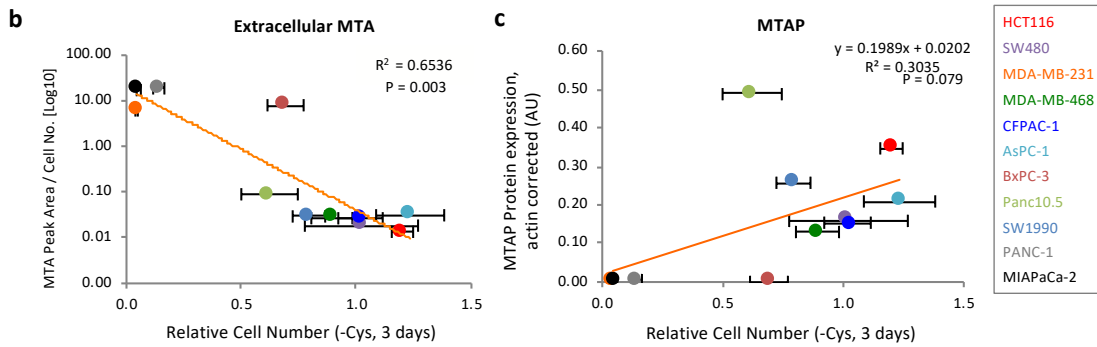 b
Extracellular MTA
R² = 0.6536
P = 0.003
MTA Peak Area / Cell No. [Log10]
100.00
10.00
1.00
0.10
0.01
0.00
0.0
0.5
1.0
1.5
Relative Cell Number (-Cys, 3 days)
c
MTAP
y = 0.1989x + 0.0202
R² = 0.3035
P = 0.079
MTAP Protein expression,
actin corrected (AU)
0.60
0.50
0.40
0.30
0.20
0.10
0.00
0.0
0.5
1.0
1.5
Relative Cell Number (-Cys, 3 days)
HCT116
SW480
MDA-MB-231
MDA-MB-468
CFPAC-1
AsPC-1
BxPC-3
Panc10.5
SW1990
PANC-1
MIAPaCa-2